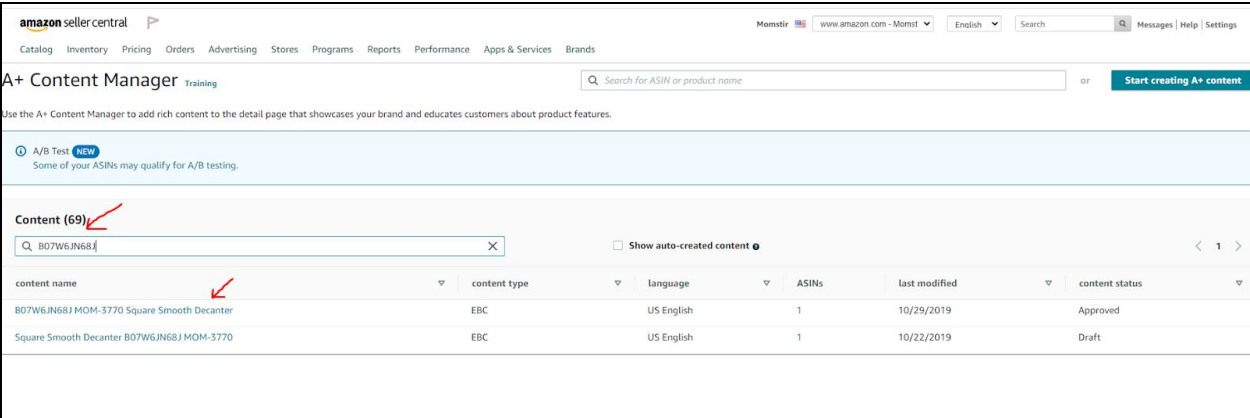 amazon seller central
Momstir www.amazon.com - Momst English Search Messages | Help | Settings
Catalog Inventory Pricing Orders Advertising Stores Programs Reports Performance Apps & Services Brands
A+ Content Manager Training
Search for ASIN or product name or Start creating A+ content
Use the A+ Content Manager to add rich content to the detail page that showcases your brand and educates customers about product features.
A/B Test NEW
Some of your ASINs may qualify for A/B testing.
Content (69)
B07W6JN68J Show auto-created content 1
content name content type language ASINs last modified content status
B07W6JN68J MOM-3770 Square Smooth Decanter EBC US English 1 10/29/2019 Approved
Square Smooth Decanter B07W6JN68J MOM-3770 EBC US English 1 10/22/2019 Draft